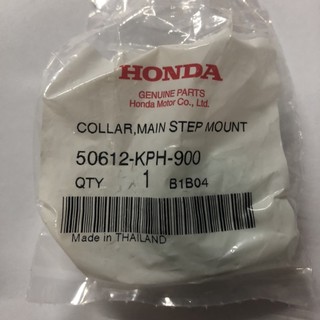 HONDA
GENUINE PARTS
Honda Motor Co., Ltd.
COLLAR,MAIN STEP MOUNT
50612-KPH-900
QTY 1 B1B04
Made in THAILAND